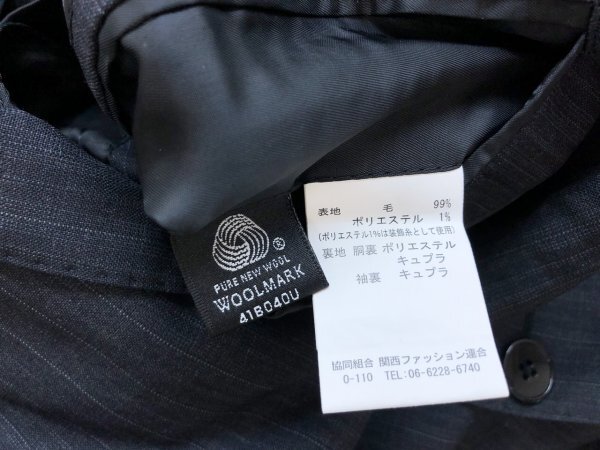 ®
PURE NEW WOOL
WOOLMARK
41B040U
表地 毛 99%
ポリエステル 1%
(ポリエステル1%は装飾糸として使用)
裏地 胴裏 ポリエステル
キュプラ
袖裏 キュプラ
協同組合 関西ファッション連合
O-110 TEL:06-6228-6740